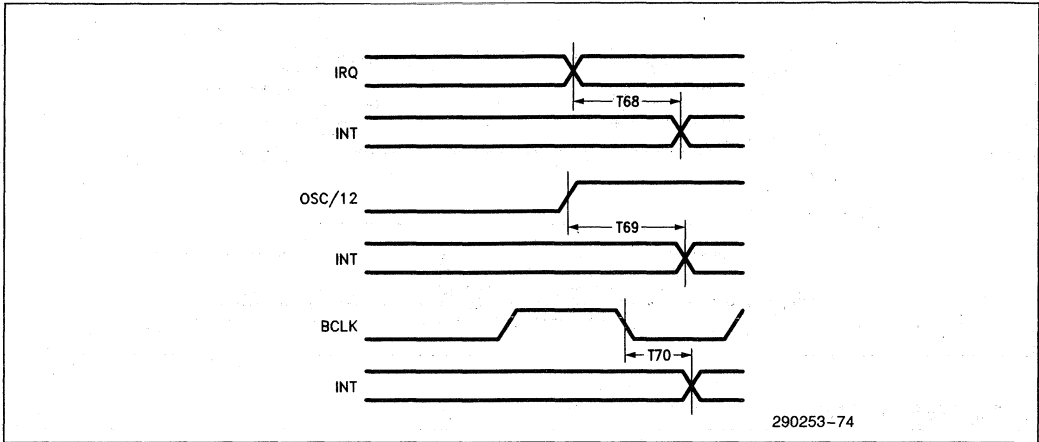 IRQ
T68
INT
OSC/12
T69
INT
BCLK
T70
INT
290253-74